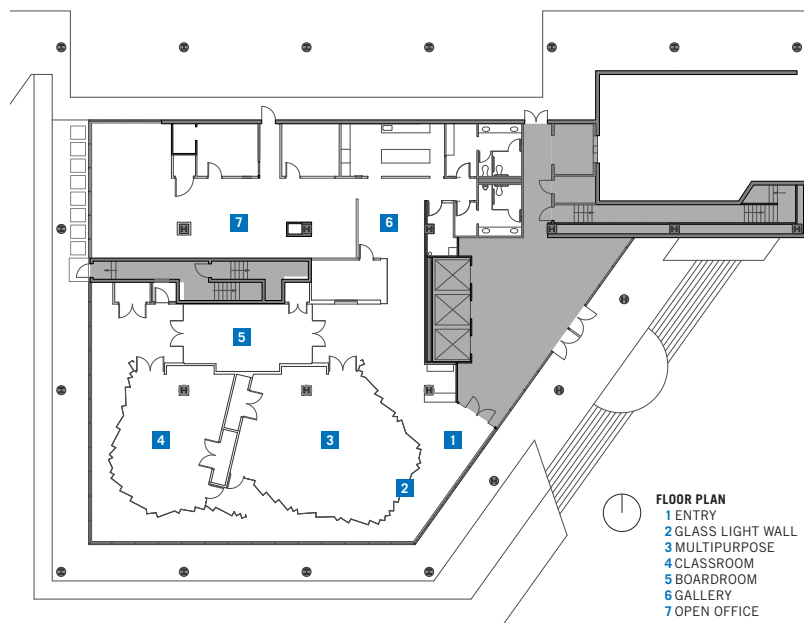 7
6
5
4
3
1
2
FLOOR PLAN
1 ENTRY
2 GLASS LIGHT WALL
3 MULTIPURPOSE
4 CLASSROOM
5 BOARDROOM
6 GALLERY
7 OPEN OFFICE